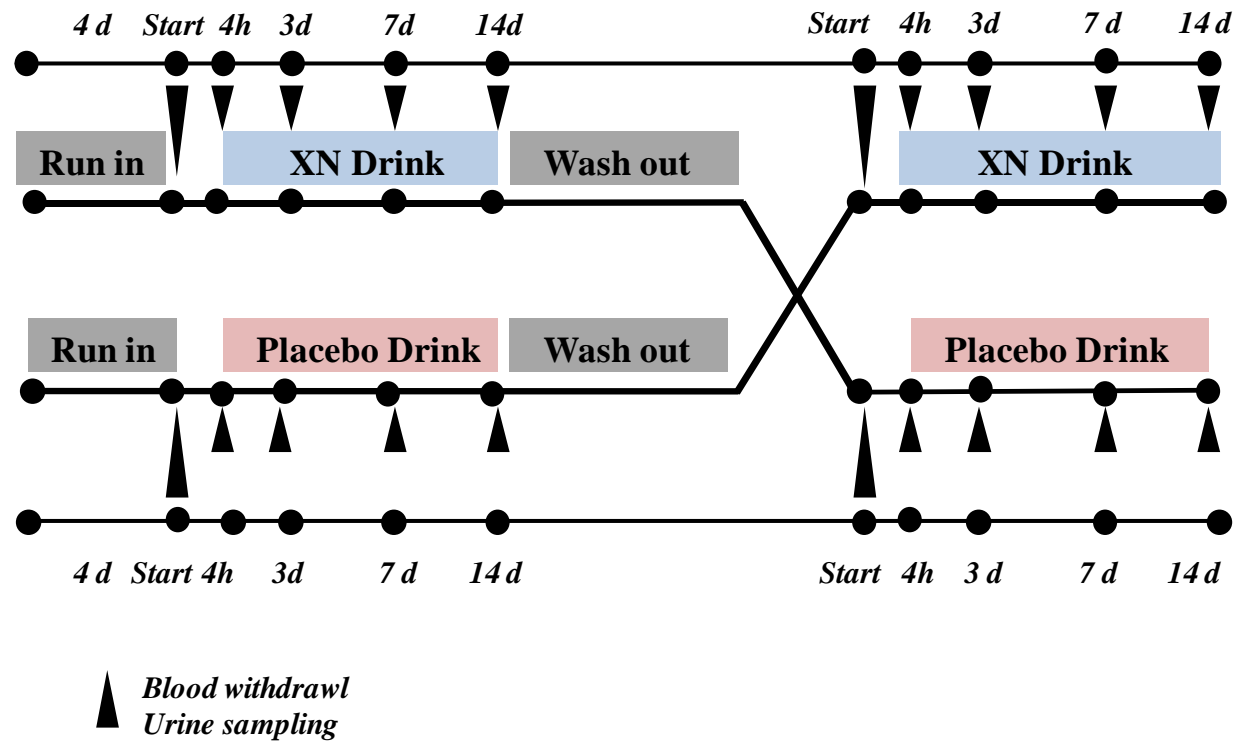 4 d Start 4h 3d 7d 14d Start 4h 3d 7 d 14 d
Run in XN Drink Wash out XN Drink
Run in Placebo Drink Wash out Placebo Drink
4 d Start 4h 3d 7 d 14 d Start 4h 3 d 7 d 14 d
Blood withdrawl
Urine sampling